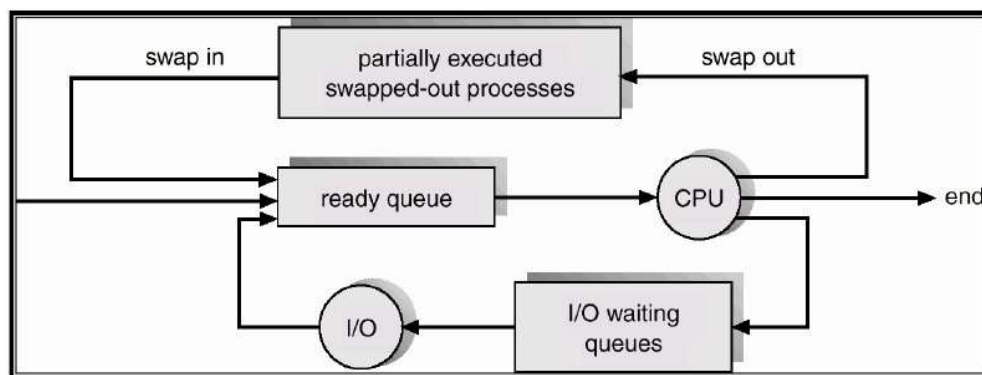 swap in
partially executed
swapped-out processes
swap out
ready queue
CPU
end
I/O
I/O waiting
queues